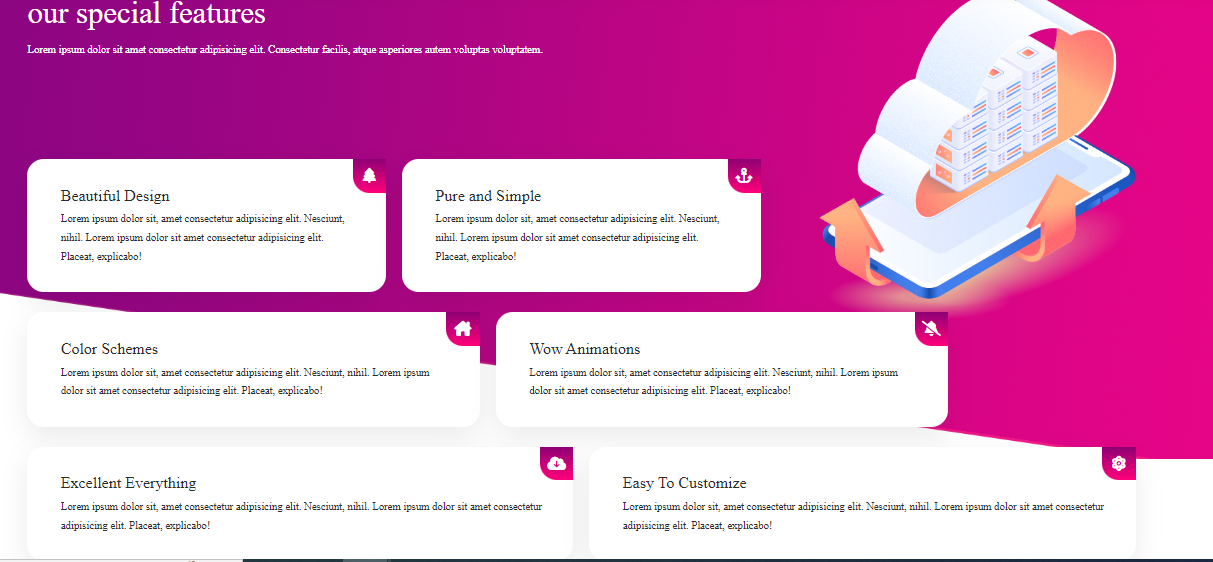 our special features
Lorem ipsum dolor sit amet consectetur adipisicing elit. Consectetur facilis, atque asperiores autem voluptas voluptatem.
Beautiful Design
Lorem ipsum dolor sit, amet consectetur adipisicing elit. Nesciunt,
nihil. Lorem ipsum dolor sit amet consectetur adipisicing elit.
Placeat, explicabo!
Pure and Simple
Lorem ipsum dolor sit, amet consectetur adipisicing elit. Nesciunt,
nihil. Lorem ipsum dolor sit amet consectetur adipisicing elit.
Placeat, explicabo!
Color Schemes
Lorem ipsum dolor sit, amet consectetur adipisicing elit. Nesciunt, nihil. Lorem ipsum
dolor sit amet consectetur adipisicing elit. Placeat, explicabo!
Wow Animations
Lorem ipsum dolor sit, amet consectetur adipisicing elit. Nesciunt, nihil. Lorem ipsum
dolor sit amet consectetur adipisicing elit. Placeat, explicabo!
Excellent Everything
Lorem ipsum dolor sit, amet consectetur adipisicing elit. Nesciunt, nihil. Lorem ipsum dolor sit amet consectetur
adipisicing elit. Placeat, explicabo!
Easy To Customize
Lorem ipsum dolor sit, amet consectetur adipisicing elit. Nesciunt, nihil. Lorem ipsum dolor sit amet consectetur
adipisicing elit. Placeat, explicabo!